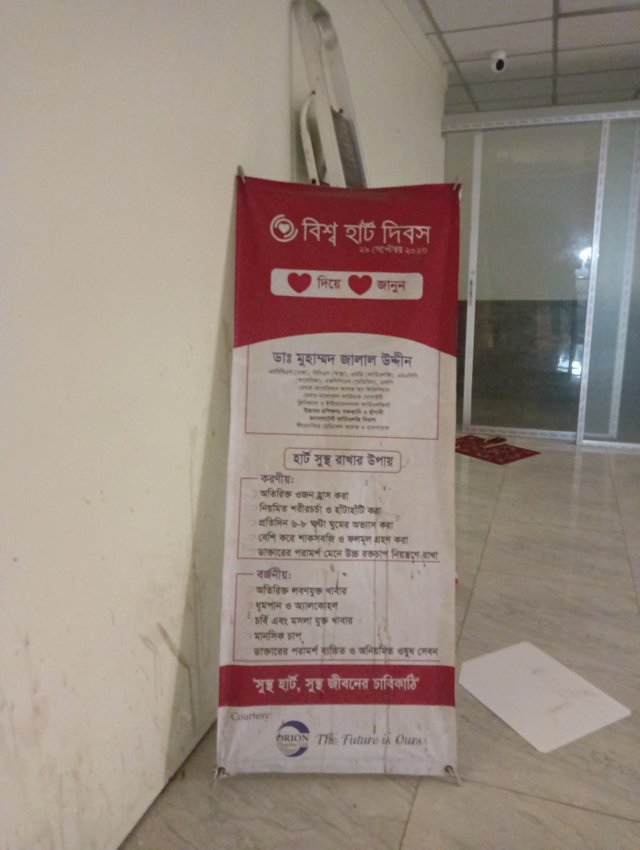 বিশ্ব হার্ট দিবস
২৯ সেপ্টেম্বর ২০২৩
দিয়ে জানুন
ডাঃ মুহাম্মদ জালাল উদ্দীন
হার্ট সুস্থ রাখার উপায়
করণীয়:
অতিরিক্ত ওজন হ্রাস করা
নিয়মিত শরীরচর্চা ও হাঁটাহাঁটি করা
প্রতিদিন ৬-৮ ঘন্টা ঘুমের অভ্যাস করা
বেশি করে শাকসবজি ও ফলমূল গ্রহণ করা
ডাক্তারের পরামর্শ মেনে উচ্চ রক্তচাপ নিয়ন্ত্রণে রাখা
বর্জনীয়:
অতিরিক্ত লবণযুক্ত খাবার
ধূমপান ও অ্যালকোহল
চর্বি এবং মসলা যুক্ত খাবার
মানসিক চাপ
ডাক্তারের পরামর্শ ব্যতিত ও অনিয়মিত ওষুধ সেবন
'সুস্থ হার্ট, সুস্থ জীবনের চাবিকাঠি'
Courtesy:
ORION
The Future is Ours